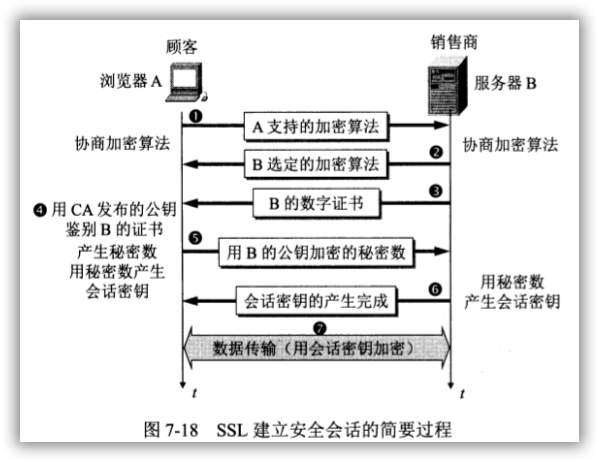 顾客
销售商
浏览器 A
服务器 B
❶
A 支持的加密算法
协商加密算法
协商加密算法
❷
B 选定的加密算法
❸
B 的数字证书
❹ 用 CA 发布的公钥
鉴别 B 的证书
产生秘密数
用秘密数产生
会话密钥
❺
用 B 的公钥加密的秘密数
❻
会话密钥的产生完成
用秘密数
产生会话密钥
❼
数据传输（用会话密钥加密）
t
t
图 7-18 SSL 建立安全会话的简要过程